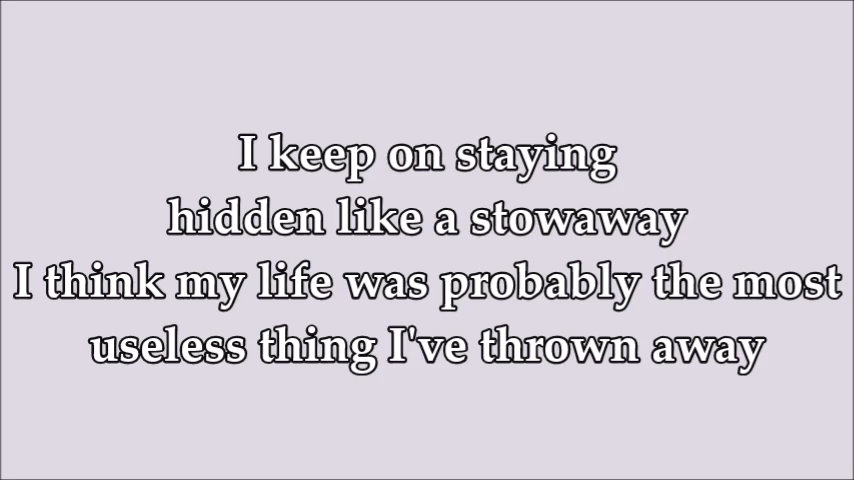 I keep on staying
hidden like a stowaway
I think my life was probably the most
useless thing I've thrown away